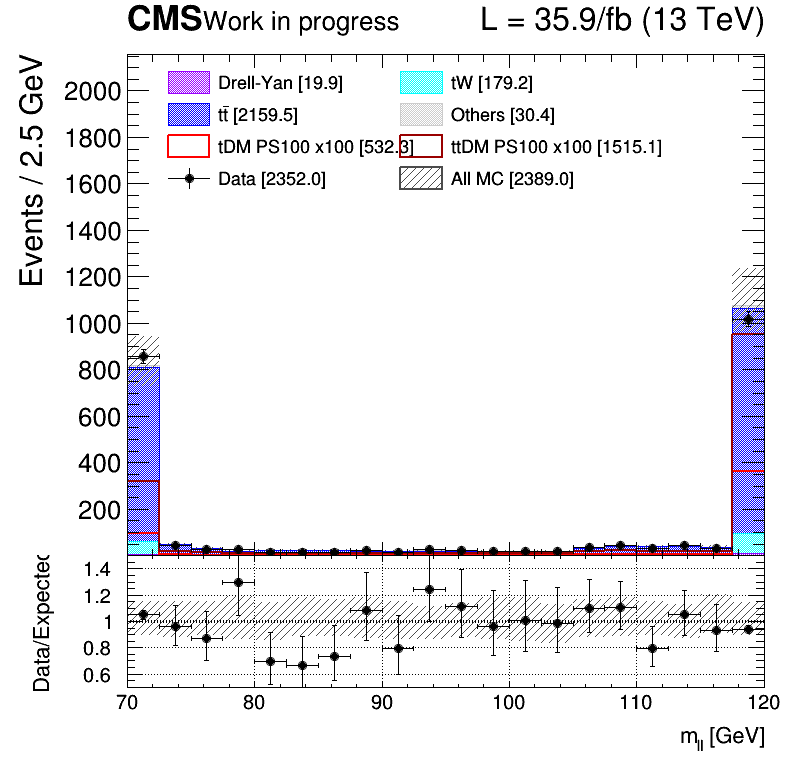 CMS Work in progress L = 35.9/fb (13 TeV)
Events / 2.5 GeV
2000
1800
1600
1400
1200
1000
800
600
400
200
Drell-Yan [19.9] tW [179.2]
tt̄ [2159.5] Others [30.4]
tDM PS100 x100 [532.3] ttDM PS100 x100 [1515.1]
Data [2352.0] All MC [2389.0]
Data/Expected
1.4
1.2
1
0.8
0.6
70 80 90 100 110 120
m_ll [GeV]